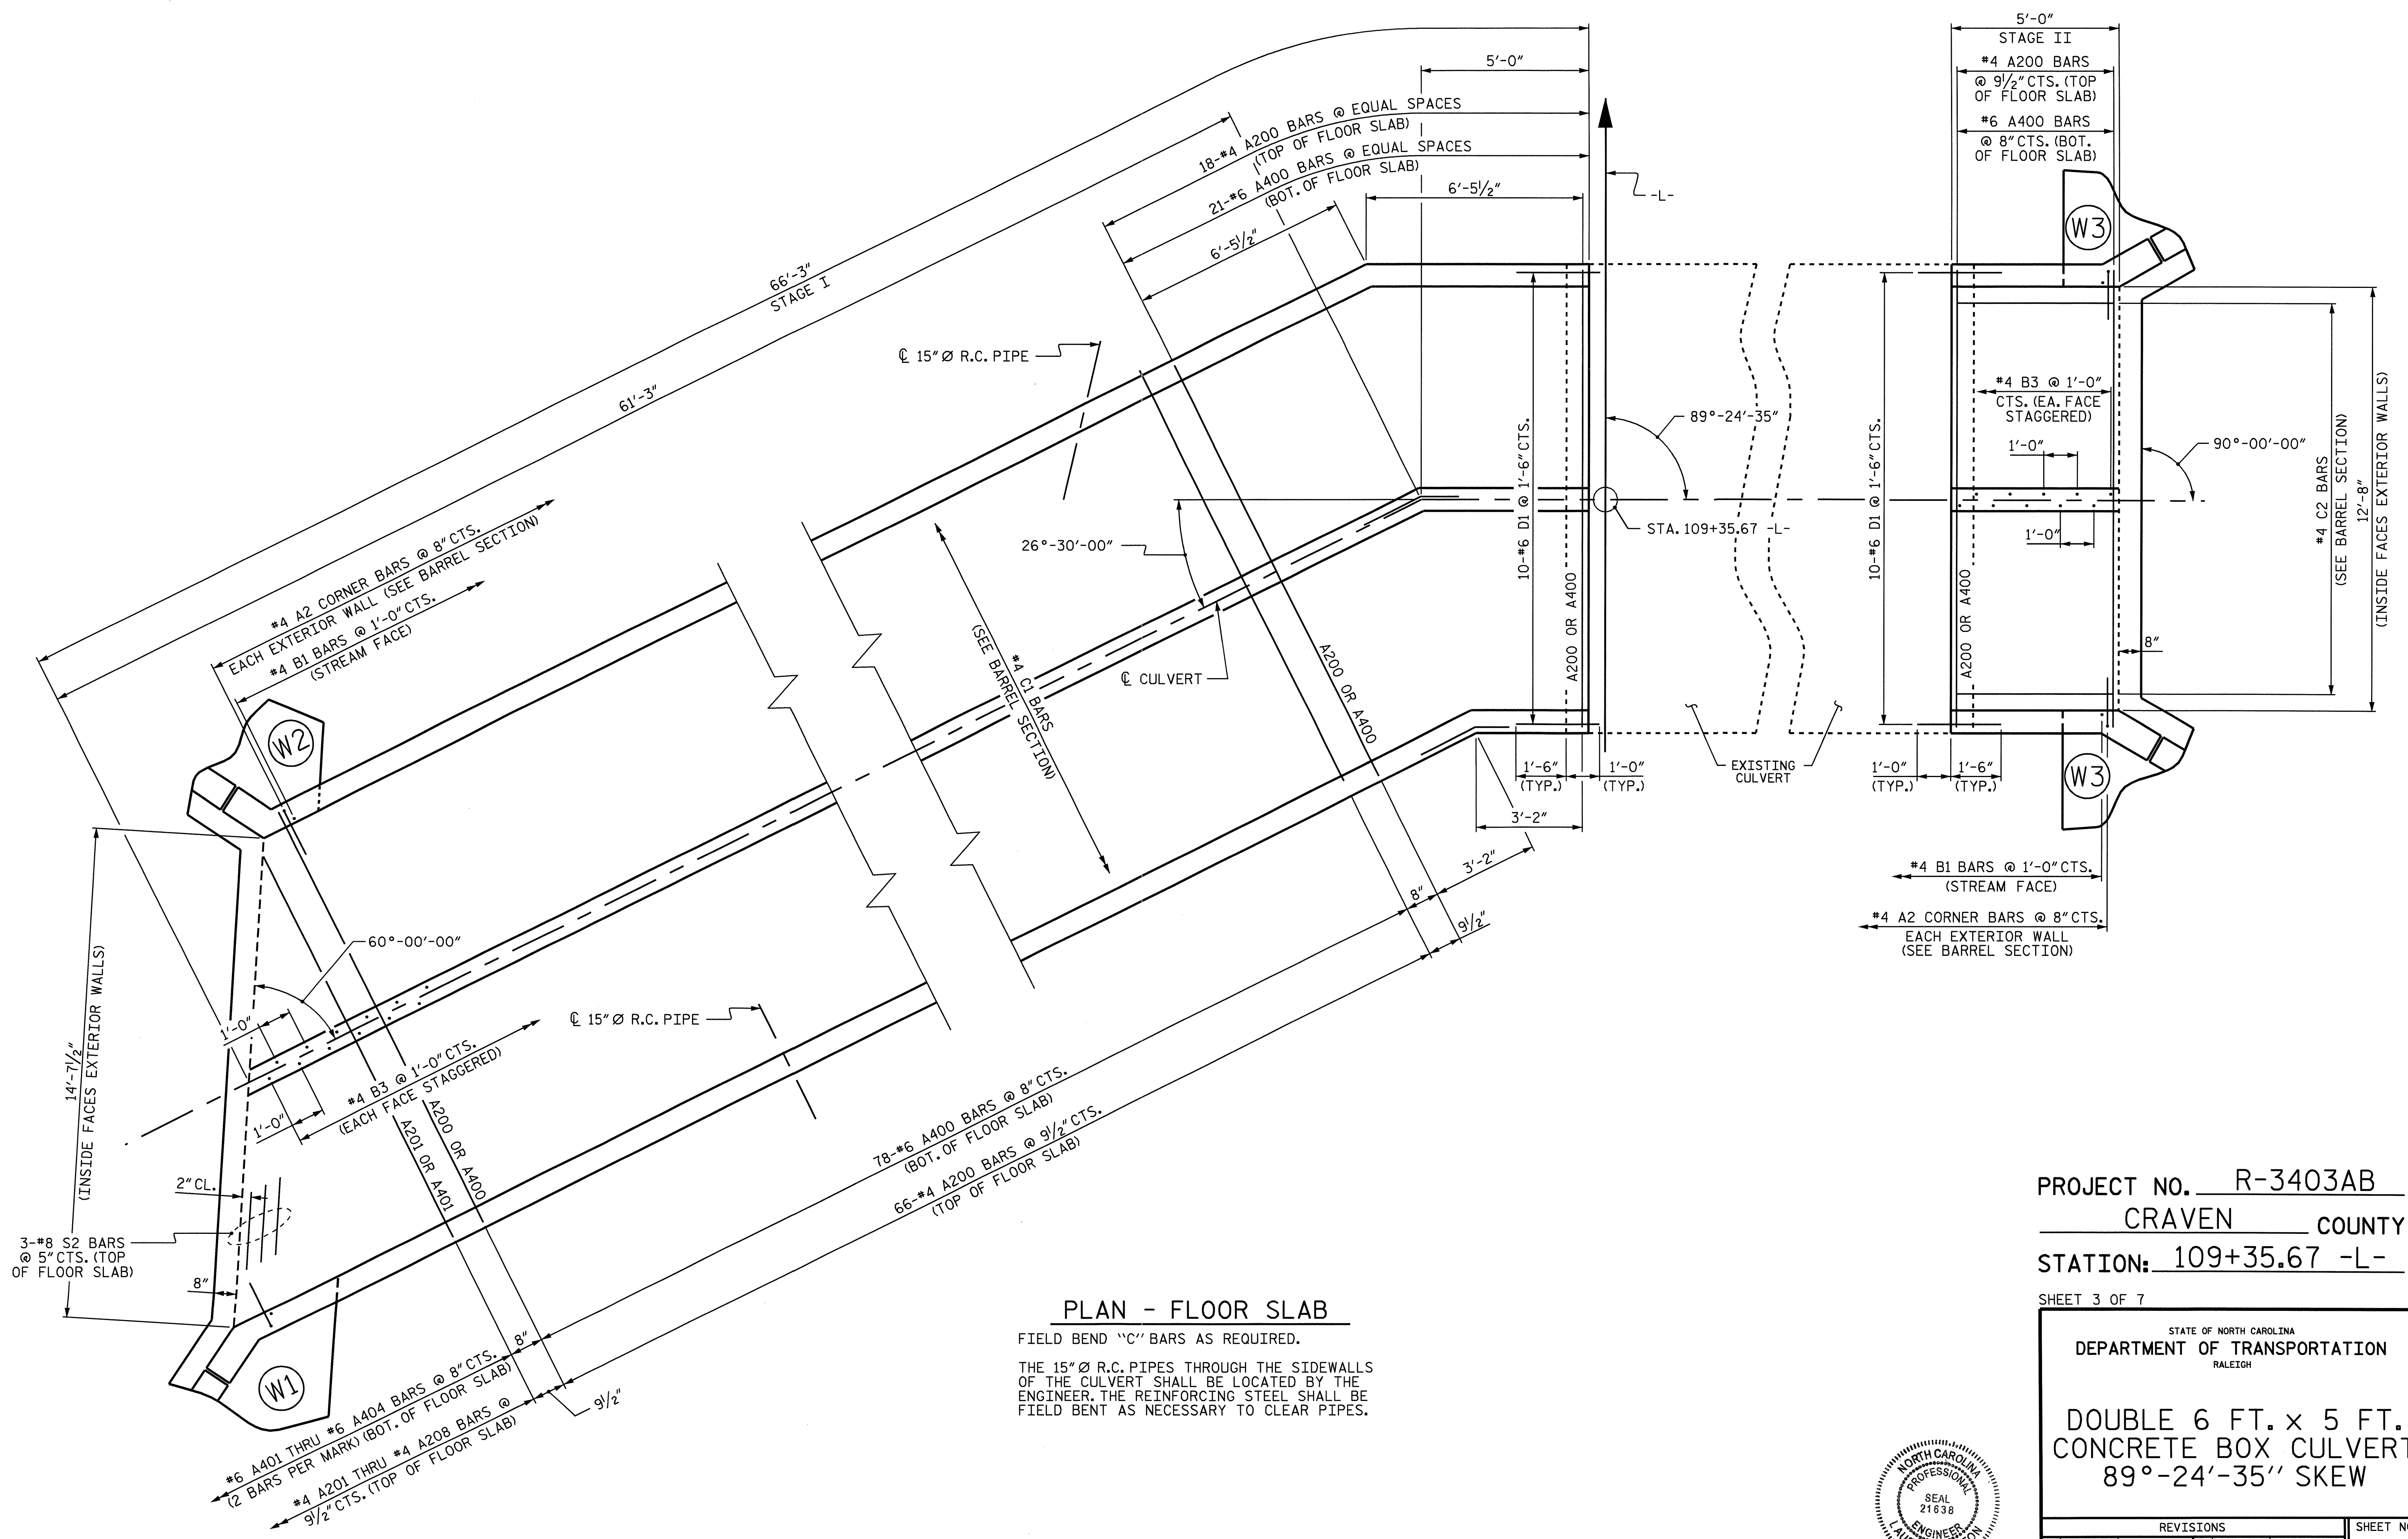 5'-0"
STAGE II
#4 A200 BARS
@ 9½" CTS. (TOP
OF FLOOR SLAB)
#6 A400 BARS
@ 8" CTS. (BOT.
OF FLOOR SLAB)
5'-0"
18-#4 A200 BARS @ EQUAL SPACES
(TOP OF FLOOR SLAB)
21-#6 A400 BARS @ EQUAL SPACES
(BOT. OF FLOOR SLAB)
6'-5½"
6'-5½"
-L-
W3
66'-3"
STAGE I
61'-3"
℄ 15" Ø R.C. PIPE
10-#6 D1 @ 1'-6" CTS.
A200 OR A400
89°-24'-35"
STA. 109+35.67 -L-
10-#6 D1 @ 1'-6" CTS.
A200 OR A400
#4 B3 @ 1'-0"
CTS. (EA. FACE
STAGGERED)
1'-0"
1'-0"
90°-00'-00"
#4 C2 BARS
(SEE BARREL SECTION)
12'-8"
(INSIDE FACES EXTERIOR WALLS)
8"
26°-30'-00"
℄ CULVERT
A200 OR A400
#4 C1 BARS
(SEE BARREL SECTION)
#4 A2 CORNER BARS @ 8" CTS.
EACH EXTERIOR WALL (SEE BARREL SECTION)
#4 B1 BARS @ 1'-0" CTS.
(STREAM FACE)
W2
1'-6"
(TYP.)
1'-0"
(TYP.)
EXISTING
CULVERT
1'-0"
(TYP.)
1'-6"
(TYP.)
W3
3'-2"
3'-2"
8"
9½"
#4 B1 BARS @ 1'-0" CTS.
(STREAM FACE)
#4 A2 CORNER BARS @ 8" CTS.
EACH EXTERIOR WALL
(SEE BARREL SECTION)
60°-00'-00"
14'-7½"
(INSIDE FACES EXTERIOR WALLS)
1'-0"
1'-0"
#4 B3 @ 1'-0" CTS.
(EACH FACE STAGGERED)
℄ 15" Ø R.C. PIPE
A201 OR A401
A200 OR A400
78-#6 A400 BARS @ 8" CTS.
(BOT. OF FLOOR SLAB)
66-#4 A200 BARS @ 9½" CTS.
(TOP OF FLOOR SLAB)
2" CL.
3-#8 S2 BARS
@ 5" CTS. (TOP
OF FLOOR SLAB)
8"
W1
8"
9½"
#6 A401 THRU #6 A404 BARS @ 8" CTS.
(2 BARS PER MARK) (BOT. OF FLOOR SLAB)
#4 A201 THRU #4 A208 BARS @
9½" CTS. (TOP OF FLOOR SLAB)
PLAN - FLOOR SLAB
FIELD BEND "C" BARS AS REQUIRED.
THE 15" Ø R.C. PIPES THROUGH THE SIDEWALLS
OF THE CULVERT SHALL BE LOCATED BY THE
ENGINEER. THE REINFORCING STEEL SHALL BE
FIELD BENT AS NECESSARY TO CLEAR PIPES.
PROJECT NO. R-3403AB
CRAVEN COUNTY
STATION: 109+35.67 -L-
SHEET 3 OF 7
STATE OF NORTH CAROLINA
DEPARTMENT OF TRANSPORTATION
RALEIGH
DOUBLE 6 FT. x 5 FT.
CONCRETE BOX CULVERT
89°-24'-35" SKEW
NORTH CAROLINA
PROFESSIONAL
SEAL
21638
ENGINEER
REVISIONS
SHEET